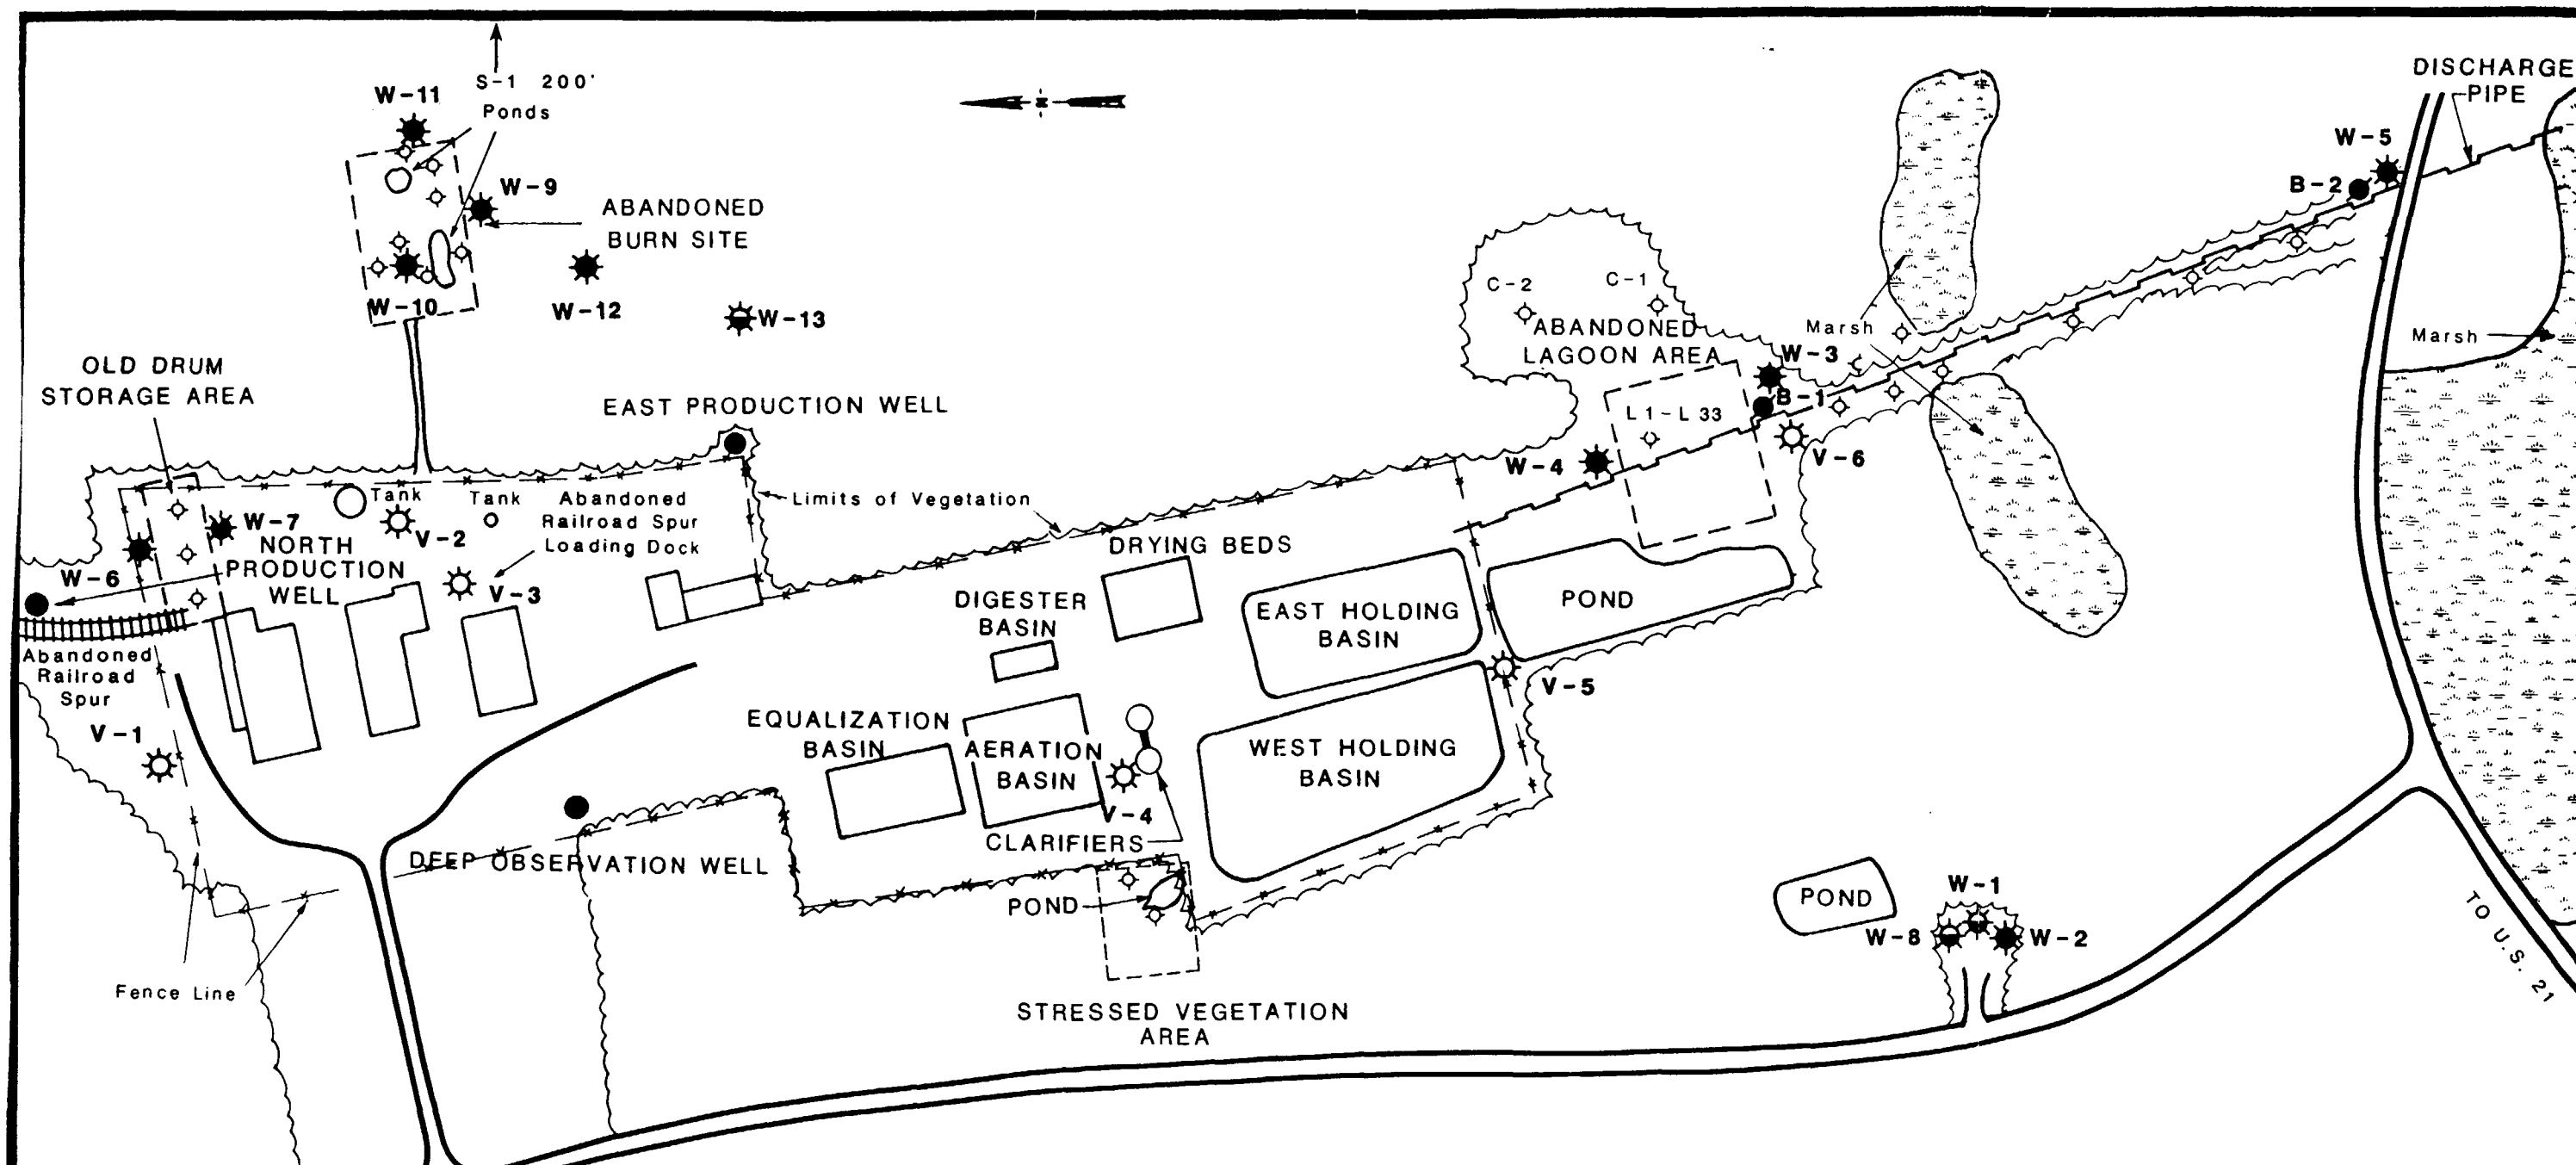 DISCHARGE
PIPE
S-1 200'
Ponds
W-11
W-5
B-2
W-9
ABANDONED
BURN SITE
W-10
W-12
W-13
C-2
C-1
ABANDONED
LAGOON AREA
Marsh
Marsh
W-3
B-1
L1-L33
OLD DRUM
STORAGE AREA
EAST PRODUCTION WELL
W-4
V-6
Tank
Tank
Abandoned
Railroad Spur
Loading Dock
Limits of Vegetation
W-7
V-2
NORTH
PRODUCTION
WELL
W-6
V-3
DRYING BEDS
DIGESTER
BASIN
EAST HOLDING
BASIN
POND
Abandoned
Railroad
Spur
V-5
V-1
EQUALIZATION
BASIN
AERATION
BASIN
WEST HOLDING
BASIN
V-4
CLARIFIERS
DEEP OBSERVATION WELL
POND
POND
W-1
W-8
W-2
TO U.S. 21
Fence Line
STRESSED VEGETATION
AREA